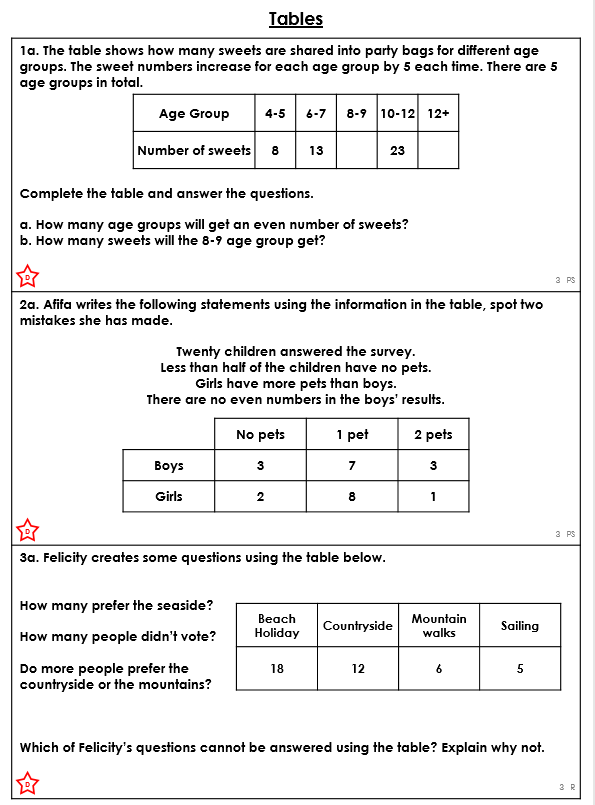 Tables
1a. The table shows how many sweets are shared into party bags for different age
groups. The sweet numbers increase for each age group by 5 each time. There are 5
age groups in total.
Age Group 4-5 6-7 8-9 10-12 12+
Number of sweets 8 13 23
Complete the table and answer the questions.
a. How many age groups will get an even number of sweets?
b. How many sweets will the 8-9 age group get?
D
3 PS
2a. Afifa writes the following statements using the information in the table, spot two
mistakes she has made.
Twenty children answered the survey.
Less than half of the children have no pets.
Girls have more pets than boys.
There are no even numbers in the boys' results.
No pets 1 pet 2 pets
Boys 3 7 3
Girls 2 8 1
D
3 PS
3a. Felicity creates some questions using the table below.
How many prefer the seaside?
How many people didn't vote?
Do more people prefer the
countryside or the mountains?
Beach
Holiday
Countryside
Mountain
walks
Sailing
18 12 6 5
Which of Felicity's questions cannot be answered using the table? Explain why not.
D
3 R